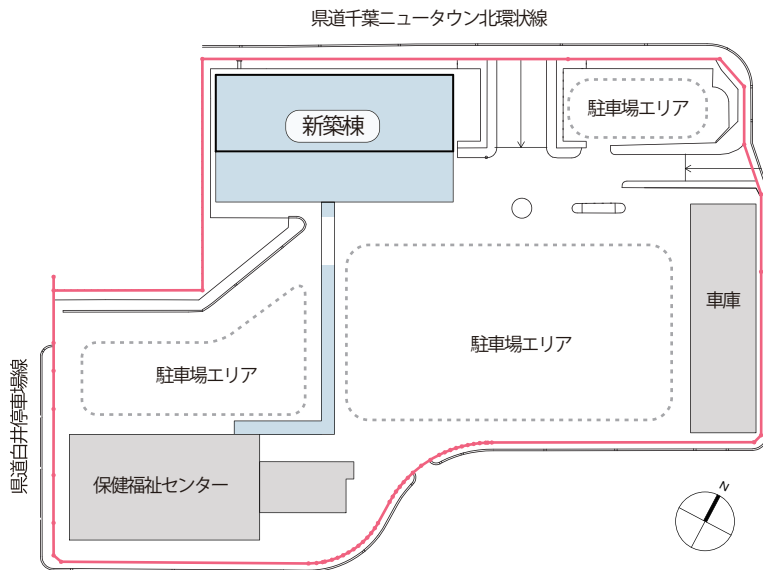 県道千葉ニュータウン北環状線
新築棟
駐車場エリア
車庫
駐車場エリア
駐車場エリア
県道白井停車場線
保健福祉センター
N